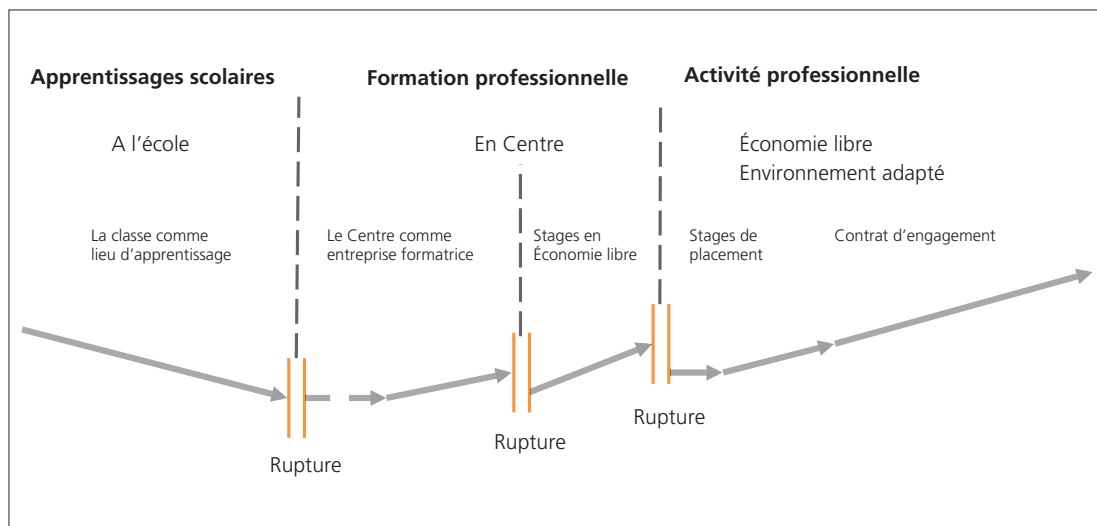 Apprentissages scolaires
Formation professionnelle
Activité professionnelle
A l’école
En Centre
Économie libre
Environnement adapté
La classe comme
lieu d’apprentissage
Le Centre comme
entreprise formatrice
Stages en
Économie libre
Stages de
placement
Contrat d’engagement
Rupture
Rupture
Rupture